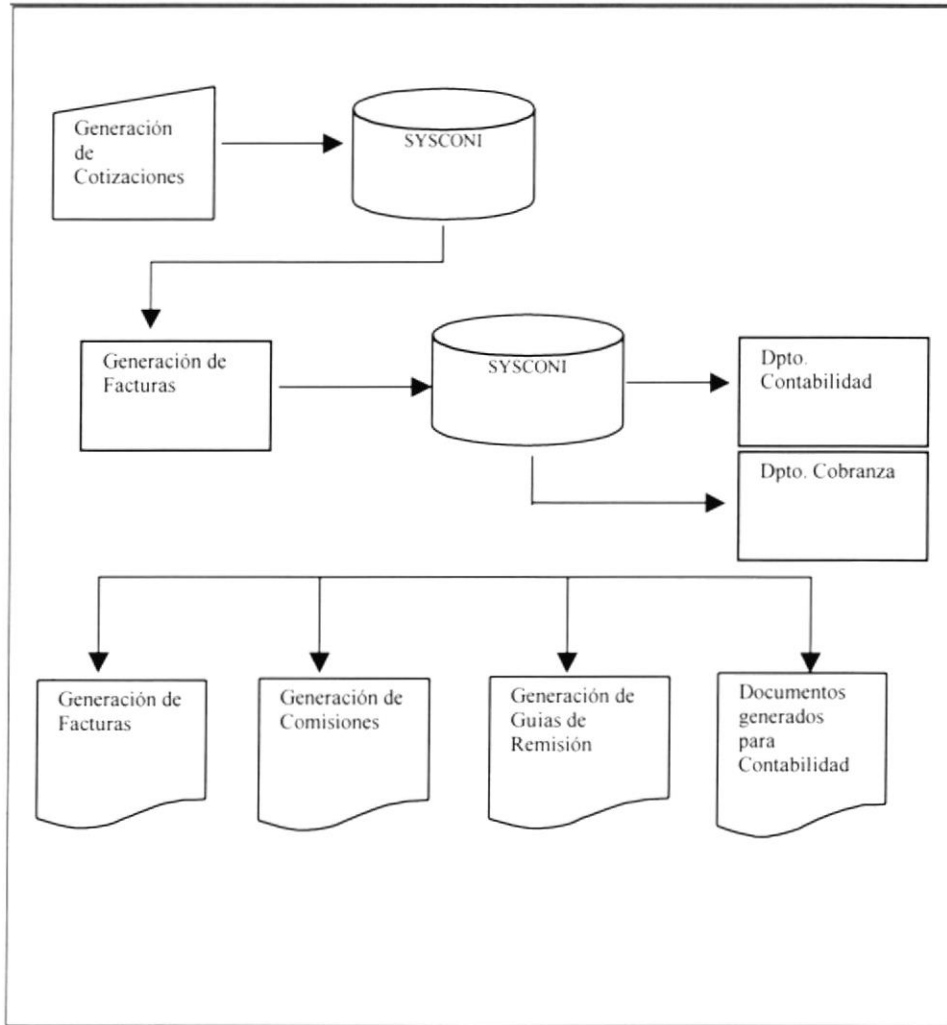 Generación
de
Cotizaciones
SYSCONI
Generación de
Facturas
SYSCONI
Dpto.
Contabilidad
Dpto. Cobranza
Generación de
Facturas
Generación de
Comisiones
Generación de
Guias de
Remisión
Documentos
generados
para
Contabilidad